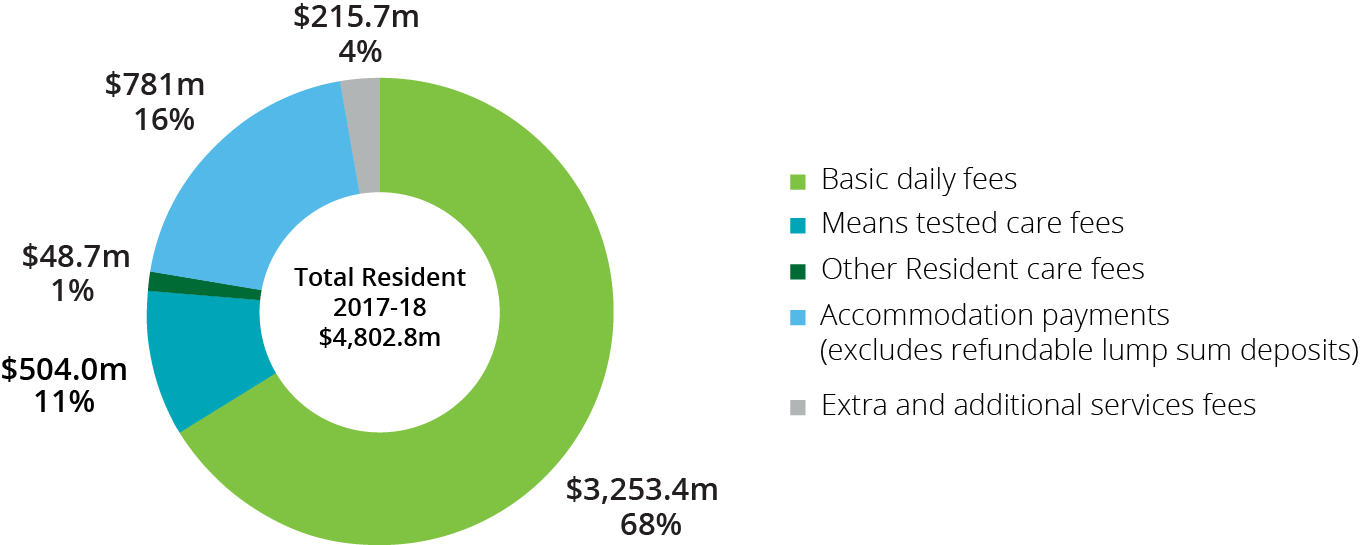 $215.7m
4%
$781m
16%
$48.7m
1%
$504.0m
11%
$3,253.4m
68%
Total Resident
2017-18
$4,802.8m
Basic daily fees
Means tested care fees
Other Resident care fees
Accommodation payments
(excludes refundable lump sum deposits)
Extra and additional services fees